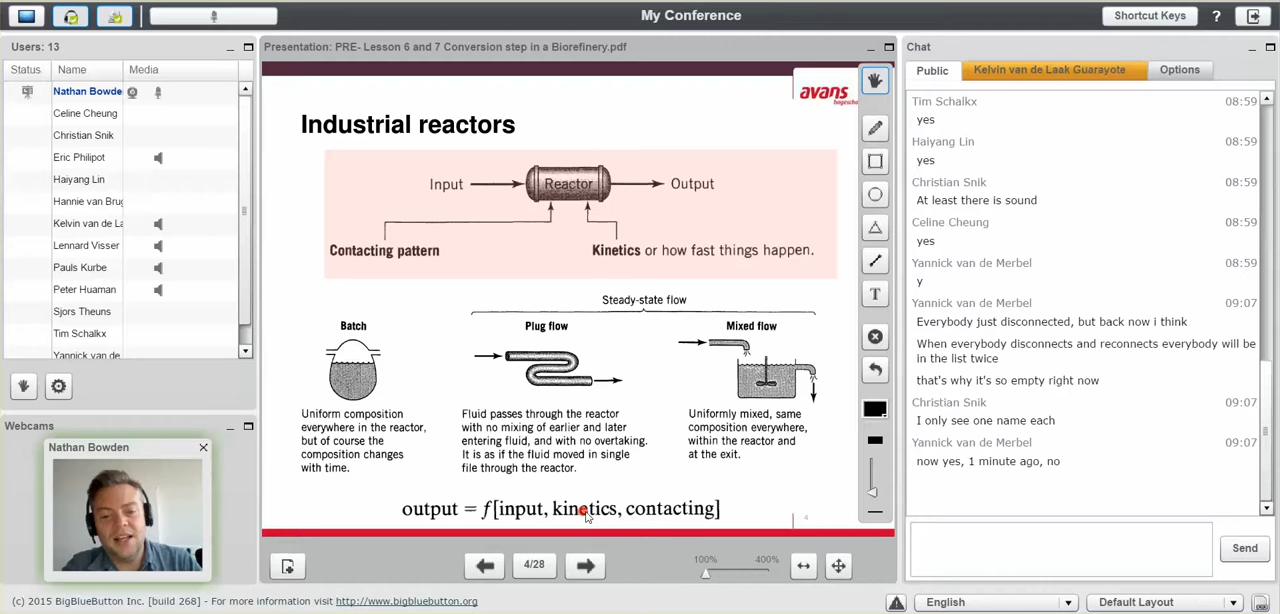 My Conference
Shortcut Keys
?
Users: 13
Status Name Media
Nathan Bowde
Celine Cheung
Christian Snik
Eric Philipot
Haiyang Lin
Hannie van Brug
Kelvin van de La
Lennard Visser
Pauls Kurbe
Peter Huaman
Sjors Theuns
Tim Schalkx
Yannick van de
Webcams
Nathan Bowden
Presentation: PRE- Lesson 6 and 7 Conversion step in a Biorefinery.pdf
avans
hogeschool
Industrial reactors
Input Reactor Output
Contacting pattern Kinetics or how fast things happen.
Steady-state flow
Batch Plug flow Mixed flow
Uniform composition
everywhere in the reactor,
but of course the
composition changes
with time.
Fluid passes through the reactor
with no mixing of earlier and later
entering fluid, and with no overtaking.
It is as if the fluid moved in single
file through the reactor.
Uniformly mixed, same
composition everywhere,
within the reactor and
at the exit.
output = f[input, kinetics, contacting]
4
T
4/28
100% 400%
Chat
Public Kelvin van de Laak Guarayote Options
Tim Schalkx 08:59
yes
Haiyang Lin 08:59
yes
Christian Snik 08:59
At least there is sound
Celine Cheung 08:59
yes
Yannick van de Merbel 08:59
y
Yannick van de Merbel 09:07
Everybody just disconnected, but back now i think
When everybody disconnects and reconnects everybody will be
in the list twice
that's why it's so empty right now
Christian Snik 09:07
I only see one name each
Yannick van de Merbel 09:07
now yes, 1 minute ago, no
Send
(c) 2015 BigBlueButton Inc. [build 268] - For more information visit http://www.bigbluebutton.org
English
Default Layout